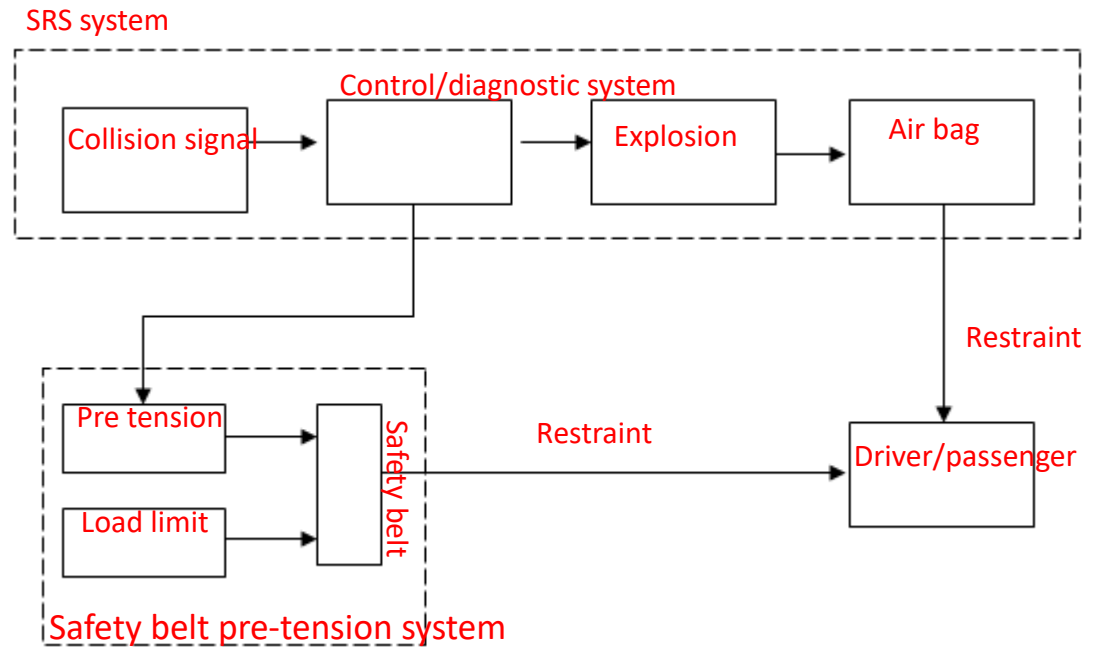 SRS system
Control/diagnostic system
Collision signal
Explosion
Air bag
Restraint
Pre tension
Safety belt
Restraint
Driver/passenger
Load limit
Safety belt pre-tension system